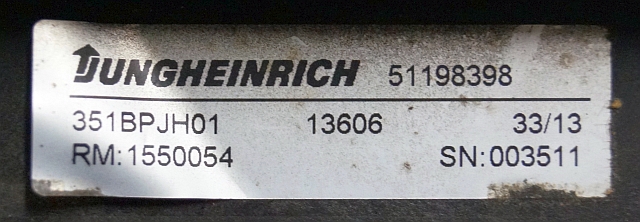 JUNGHEINRICH 51198398
351BPJH01 13606 33/13
RM:1550054 SN:003511